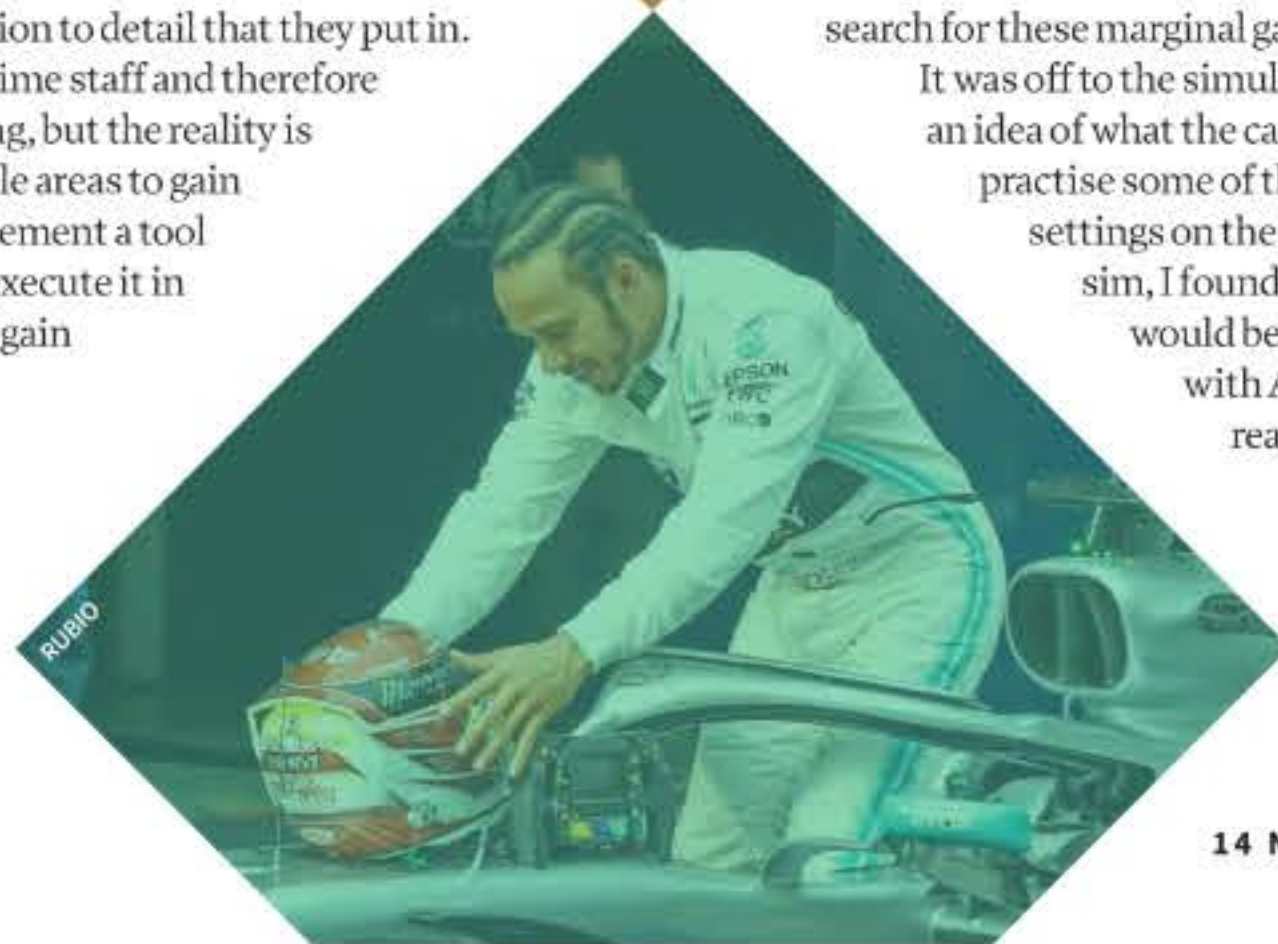 ion to detail that they put in.
ime staff and therefore
g, but the reality is
le areas to gain
ement a tool
xecute it in
gain
search for these marginal ga
It was off to the simul
an idea of what the ca
practise some of th
settings on the
sim, I found
would be
with A
rea
RUBIO
EPSON
14 N